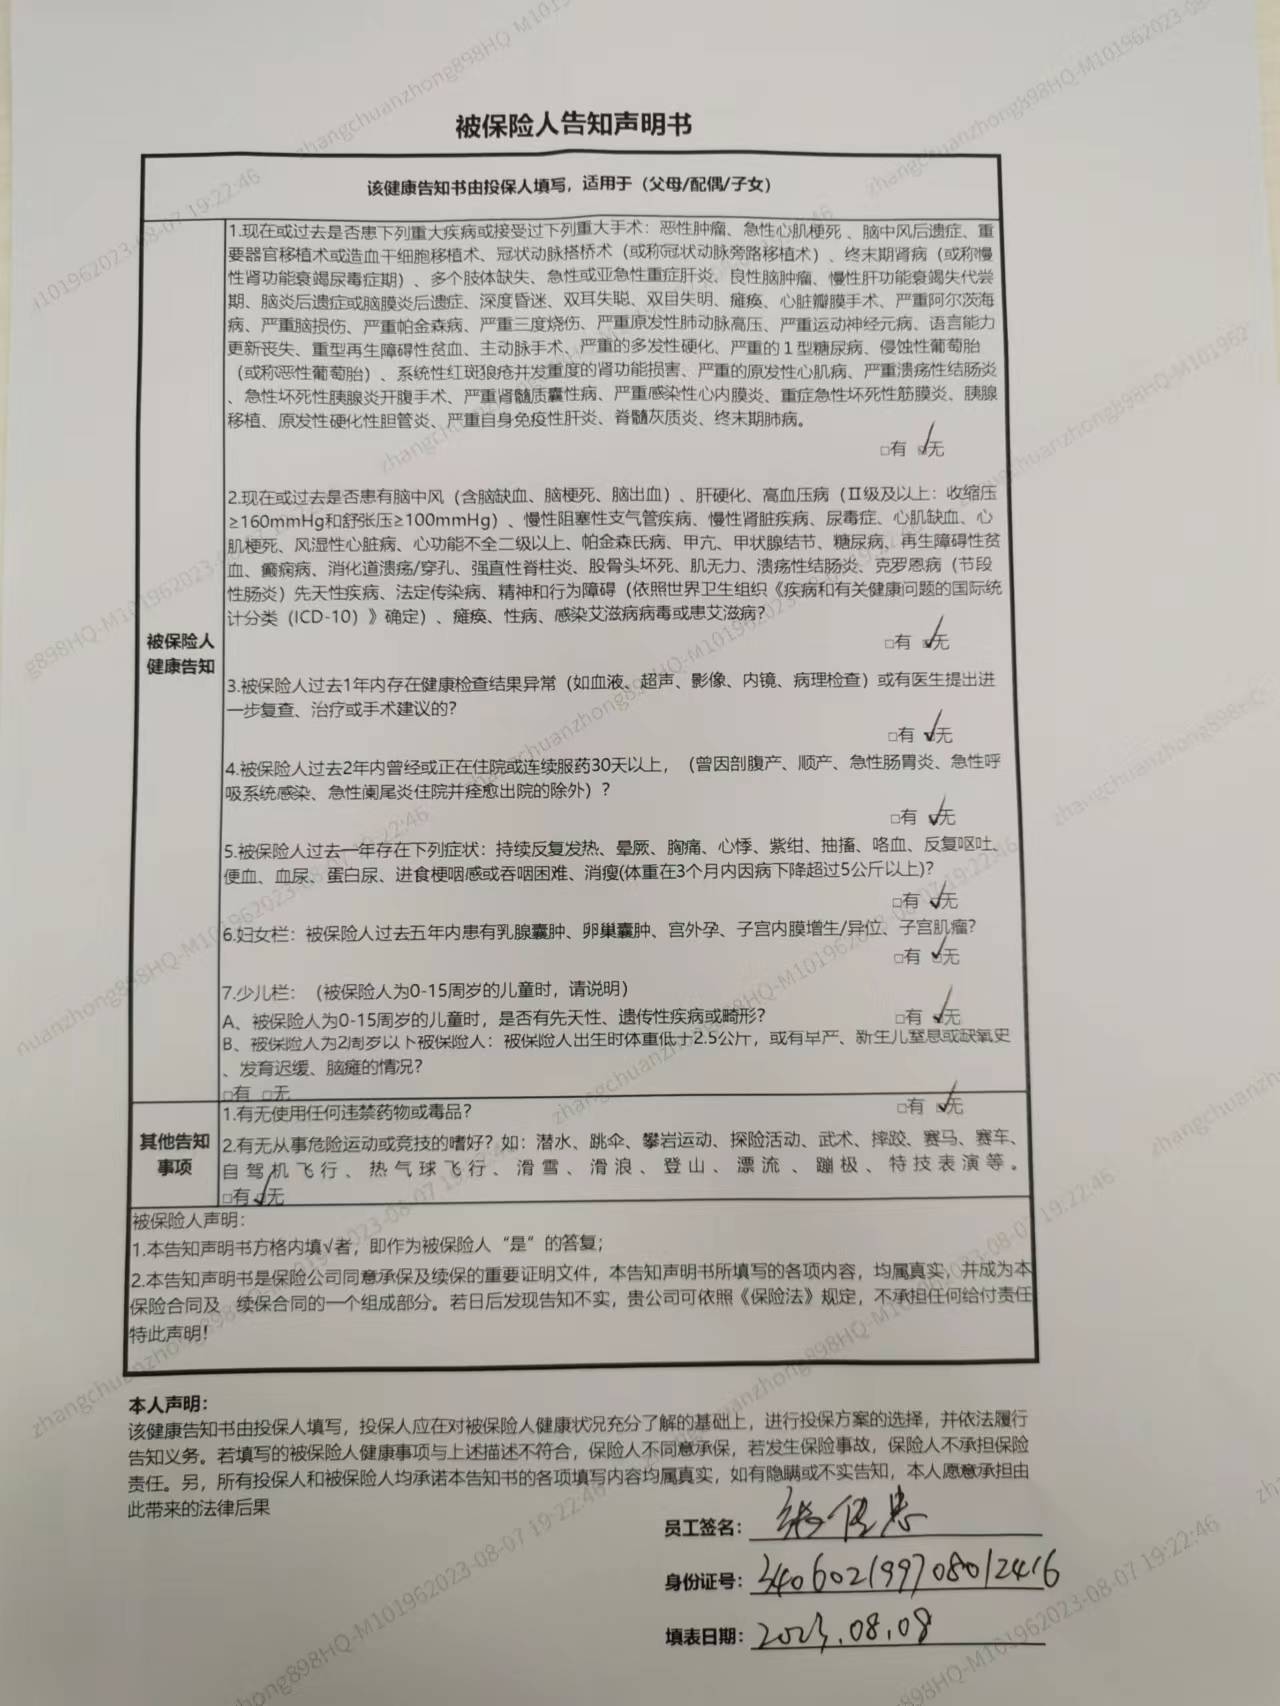 被保险人告知声明书
该健康告知书由投保人填写，适用于（父母/配偶/子女）
被保险人
健康告知
1.现在或过去是否患下列重大疾病或接受过下列重大手术：恶性肿瘤、急性心肌梗死 、脑中风后遗症、重
要器官移植术或造血干细胞移植术、冠状动脉搭桥术（或称冠状动脉旁路移植术）、终末期肾病（或称慢
性肾功能衰竭尿毒症期）、多个肢体缺失、急性或亚急性重症肝炎、良性脑肿瘤、慢性肝功能衰竭失代尝
期、脑炎后遗症或脑膜炎后遗症、深度昏迷、双耳失聪、双目失明、瘫痪、心脏瓣膜手术、严重阿尔茨海
病、严重脑损伤、严重帕金森病、严重三度烧伤、严重原发性肺动脉高压、严重运动神经元病、语言能力
更新丧失、重型再生障碍性贫血、主动脉手术、严重的多发性硬化、严重的１型糖尿病、侵蚀性葡萄胎
（或称恶性葡萄胎）、系统性红斑狼疮并发重度的肾功能损害、严重的原发性心肌病、严重溃疡性结肠炎
、急性坏死性胰腺炎开腹手术、严重肾髓质囊性病、严重感染性心内膜炎、重症急性坏死性筋膜炎、胰腺
移植、原发性硬化性胆管炎、严重自身免疫性肝炎、脊髓灰质炎、终末期肺病。
□有 ☑无
2.现在或过去是否患有脑中风（含脑缺血、脑梗死、脑出血）、肝硬化、高血压病（Ⅱ级及以上：收缩压
≥160mmHg和舒张压≥100mmHg）、慢性阻塞性支气管疾病、慢性肾脏疾病、尿毒症、心肌缺血、心
肌梗死、风湿性心脏病、心功能不全二级以上、帕金森氏病、甲亢、甲状腺结节、糖尿病、再生障碍性贫
血、癫痫病、消化道溃疡/穿孔、强直性脊柱炎、股骨头坏死、肌无力、溃疡性结肠炎、克罗恩病（节段
性肠炎）先天性疾病、法定传染病、精神和行为障碍（依照世界卫生组织《疾病和有关健康问题的国际统
计分类（ICD-10）》确定）、瘫痪、性病、感染艾滋病病毒或患艾滋病？
□有 ☑无
3.被保险人过去1年内存在健康检查结果异常（如血液、超声、影像、内镜、病理检查）或有医生提出进
一步复查、治疗或手术建议的？
□有 ☑无
4.被保险人过去2年内曾经或正在住院或连续服药30天以上，（曾因剖腹产、顺产、急性肠胃炎、急性呼
吸系统感染、急性阑尾炎住院并痊愈出院的除外）？
□有 ☑无
5.被保险人过去一年存在下列症状：持续反复发热、晕厥、胸痛、心悸、紫绀、抽搐、咯血、反复呕吐、
便血、血尿、蛋白尿、进食梗咽感或吞咽困难、消瘦(体重在3个月内因病下降超过5公斤以上)？
□有 ☑无
6.妇女栏：被保险人过去五年内患有乳腺囊肿、卵巢囊肿、宫外孕、子宫内膜增生/异位、子宫肌瘤？
□有 ☑无
7.少儿栏：（被保险人为0-15周岁的儿童时，请说明）
A、被保险人为0-15周岁的儿童时，是否有先天性、遗传性疾病或畸形？ □有 ☑无
B、被保险人为2周岁以下被保险人：被保险人出生时体重低于2.5公斤，或有早产、新生儿窒息或缺氧史
、发育迟缓、脑瘫的情况？
□有 □无
其他告知
事项
1.有无使用任何违禁药物或毒品？ □有 ☑无
2.有无从事危险运动或竞技的嗜好？如：潜水、跳伞、攀岩运动、探险活动、武术、摔跤、赛马、赛车、
自驾机飞行、热气球飞行、滑雪、滑浪、登山、漂流、蹦极、特技表演等。
□有 ☑无
被保险人声明：
1.本告知声明书方格内填√者，即作为被保险人“是”的答复；
2.本告知声明书是保险公司同意承保及续保的重要证明文件，本告知声明书所填写的各项内容，均属真实，并成为本
保险合同及 续保合同的一个组成部分。若日后发现告知不实，贵公司可依照《保险法》规定，不承担任何给付责任
特此声明！
本人声明：
该健康告知书由投保人填写，投保人应在对被保险人健康状况充分了解的基础上，进行投保方案的选择，并依法履行
告知义务。若填写的被保险人健康事项与上述描述不符合，保险人不同意承保，若发生保险事故，保险人不承担保险
责任。另，所有投保人和被保险人均承诺本告知书的各项填写内容均属真实，如有隐瞒或不实告知，本人愿意承担由
此带来的法律后果
员工签名：
身份证号：340602199708012416
填表日期：2023.08.08
zhangchuanzhong898HQ-M101962023-08-07 19:22:46